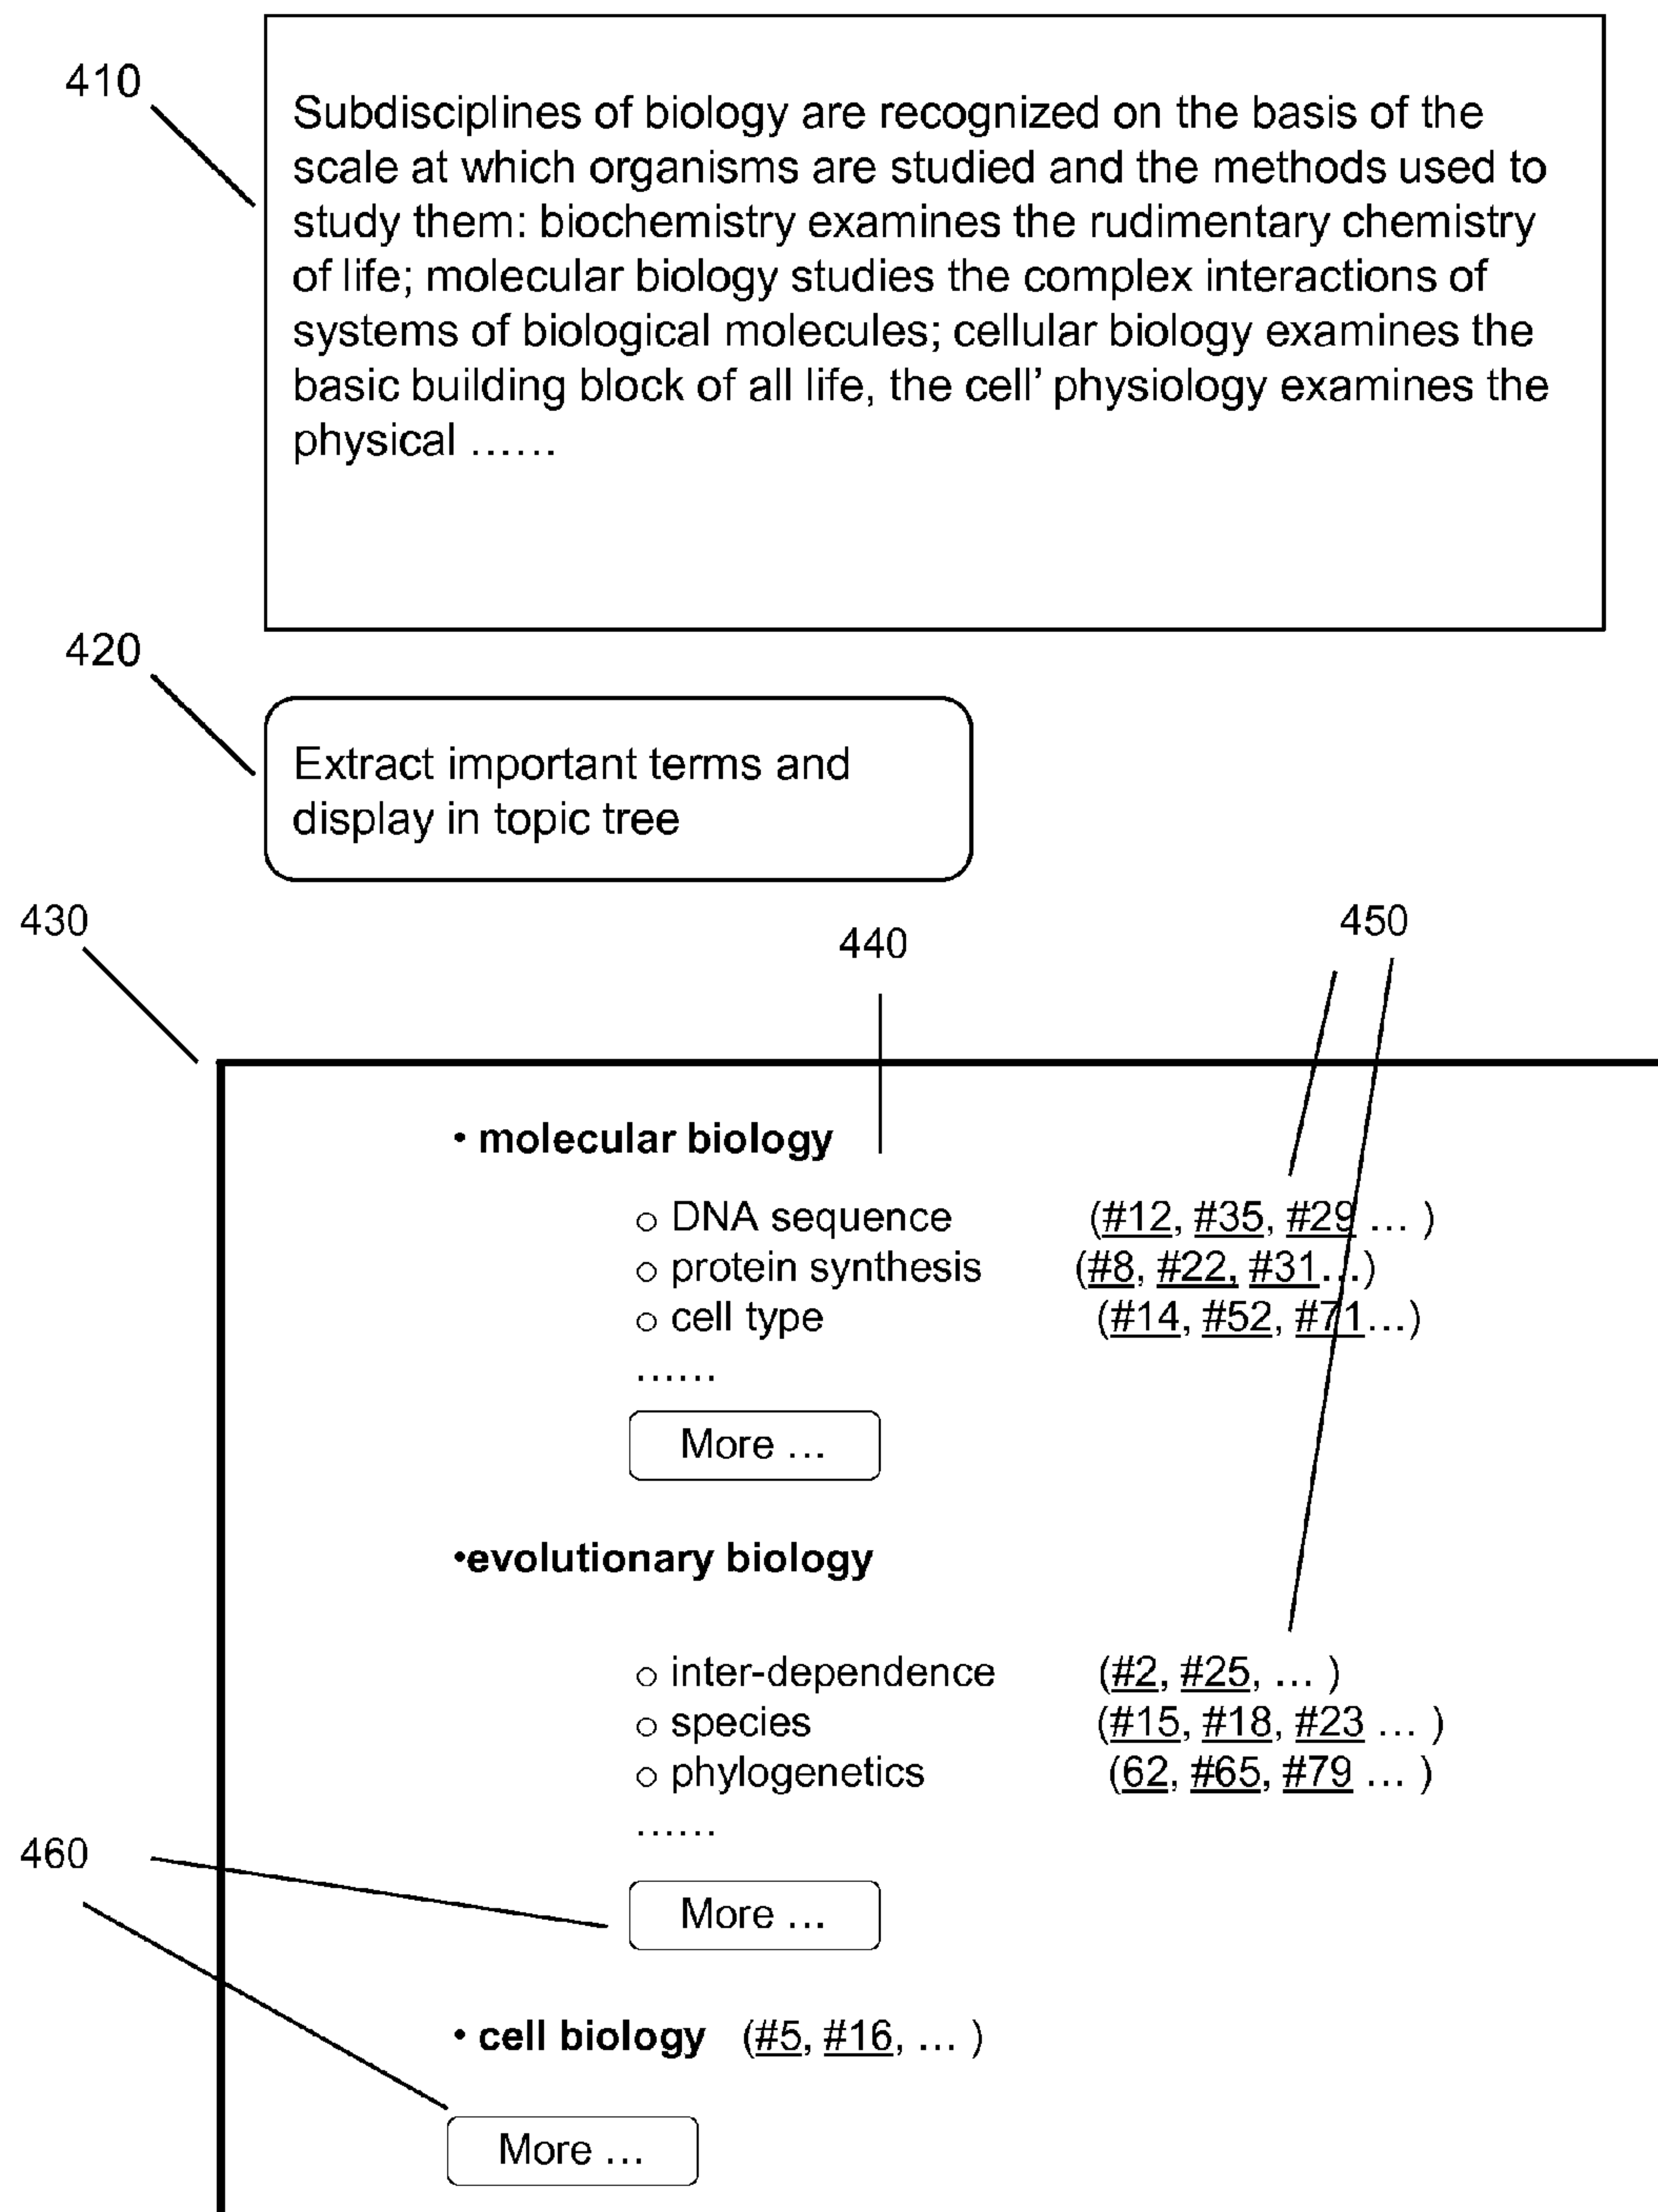 410
Subdisciplines of biology are recognized on the basis of the
scale at which organisms are studied and the methods used to
study them: biochemistry examines the rudimentary chemistry
of life; molecular biology studies the complex interactions of
systems of biological molecules; cellular biology examines the
basic building block of all life, the cell’ physiology examines the
physical ......
420
Extract important terms and
display in topic tree
430
440
450
• molecular biology
○ DNA sequence (#12, #35, #29 ... )
○ protein synthesis (#8, #22, #31...)
○ cell type (#14, #52, #71...)
......
More ...
•evolutionary biology
○ inter-dependence (#2, #25, ... )
○ species (#15, #18, #23 ... )
○ phylogenetics (62, #65, #79 ... )
......
460
More ...
• cell biology (#5, #16, ... )
More ...